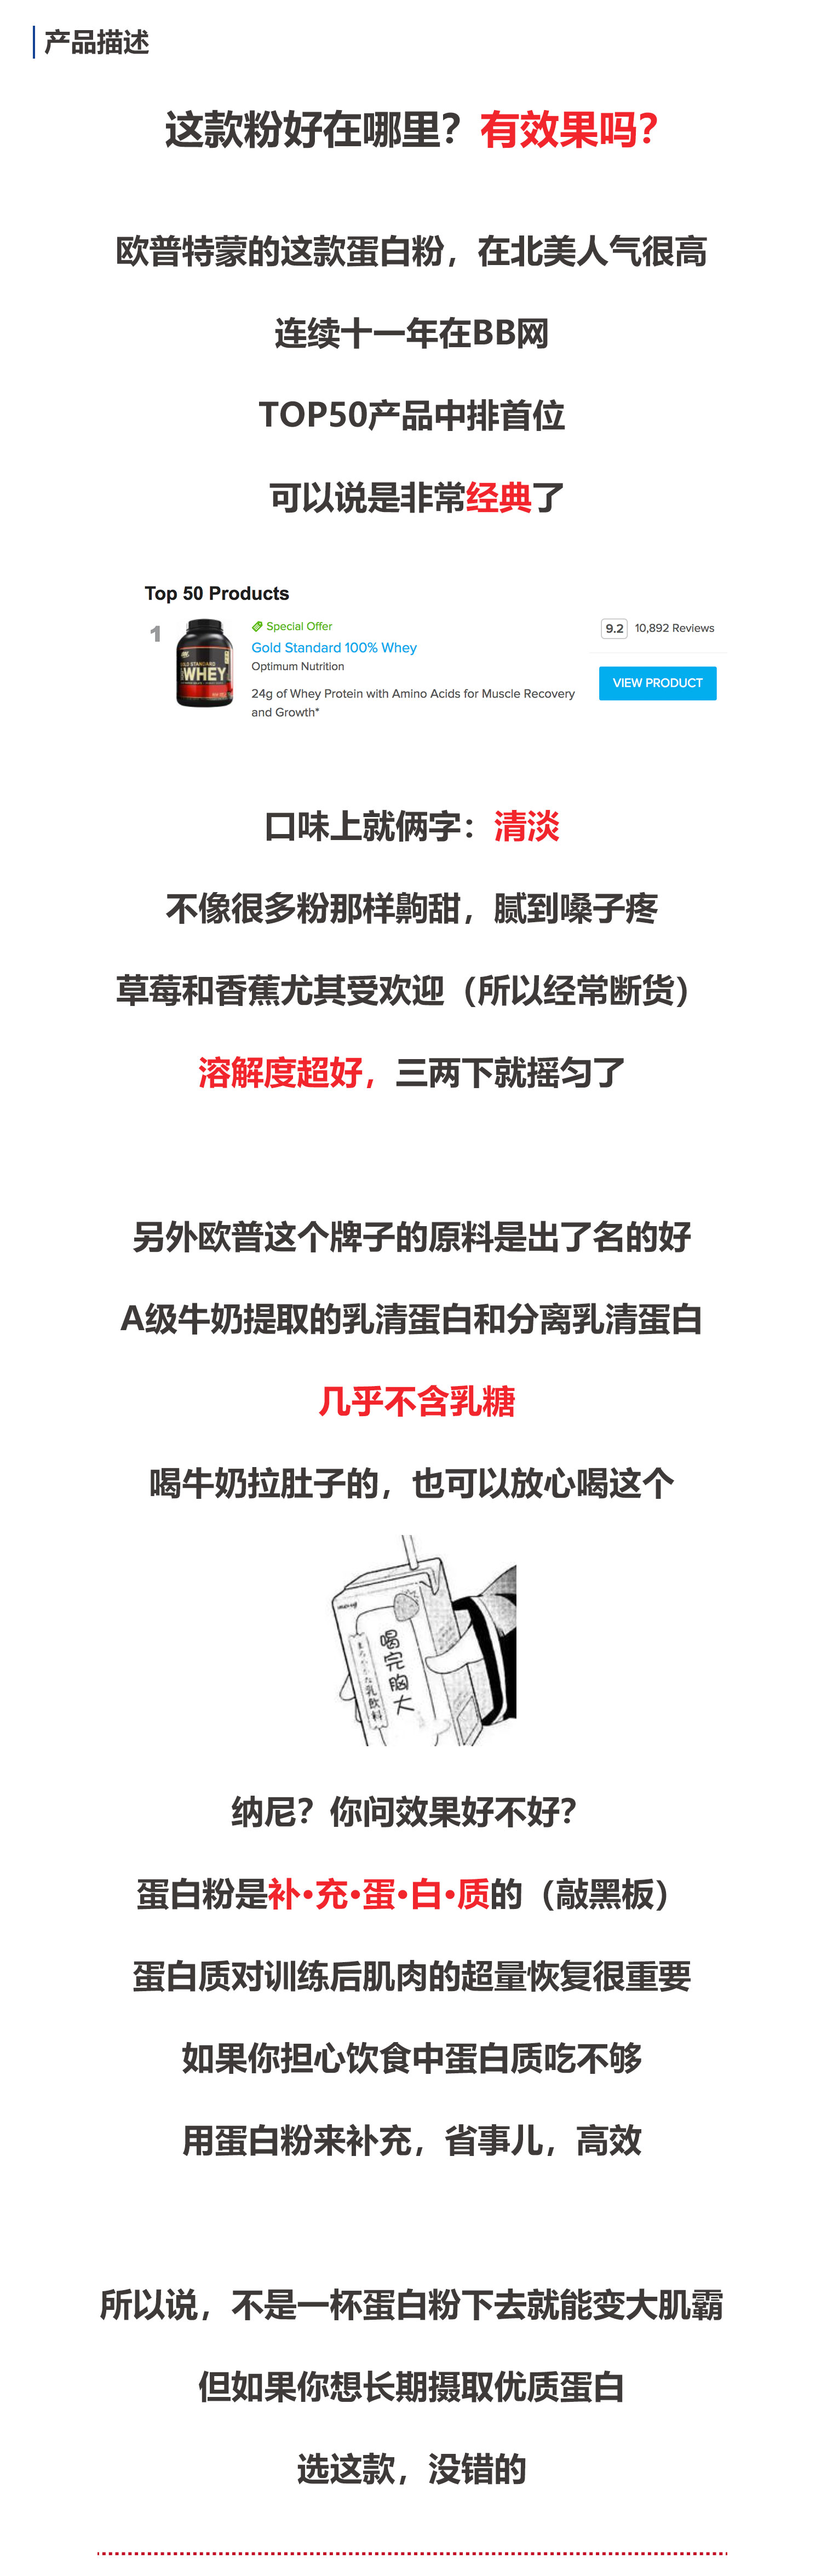 产品描述
这款粉好在哪里？有效果吗？
欧普特蒙的这款蛋白粉，在北美人气很高
连续十一年在BB网
TOP50产品中排首位
可以说是非常经典了
Top 50 Products
1
GOLD STANDARD
WHEY
Special Offer
Gold Standard 100% Whey
Optimum Nutrition
24g of Whey Protein with Amino Acids for Muscle Recovery
and Growth*
9.2 10,892 Reviews
VIEW PRODUCT
口味上就俩字：清淡
不像很多粉那样齁甜，腻到嗓子疼
草莓和香蕉尤其受欢迎（所以经常断货）
溶解度超好，三两下就摇匀了
另外欧普这个牌子的原料是出了名的好
A级牛奶提取的乳清蛋白和分离乳清蛋白
几乎不含乳糖
喝牛奶拉肚子的，也可以放心喝这个
喝完胸大
まろやかな乳飲料
纳尼？你问效果好不好？
蛋白粉是补·充·蛋·白·质的（敲黑板）
蛋白质对训练后肌肉的超量恢复很重要
如果你担心饮食中蛋白质吃不够
用蛋白粉来补充，省事儿，高效
所以说，不是一杯蛋白粉下去就能变大肌霸
但如果你想长期摄取优质蛋白
选这款，没错的